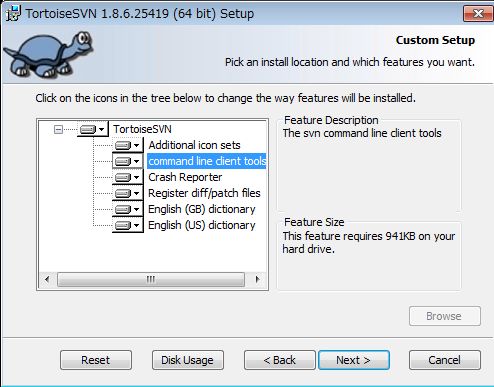 TortoiseSVN 1.8.6.25419 (64 bit) Setup
Custom Setup
Pick an install location and which features you want.
Click on the icons in the tree below to change the way features will be installed.
TortoiseSVN
Additional icon sets
command line client tools
Crash Reporter
Register diff/patch files
English (GB) dictionary
English (US) dictionary
Feature Description
The svn command line client tools
Feature Size
This feature requires 941KB on your
hard drive.
Browse
Reset
Disk Usage
< Back
Next >
Cancel